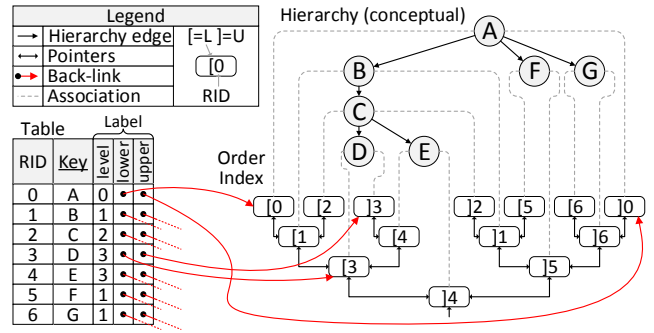 Legend
Hierarchy edge
Pointers
Back-link
Association
[=L ]=U
[0
RID
Hierarchy (conceptual)
A
B
F
G
C
D
E
Table
Label
RID Key level lower upper
0 A 0
1 B 1
2 C 2
3 D 3
4 E 3
5 F 1
6 G 1
Order
Index
[0 [2 ]3 ]2 [5 [6 ]0
[1 [4 ]1 ]6
[3 ]5
]4